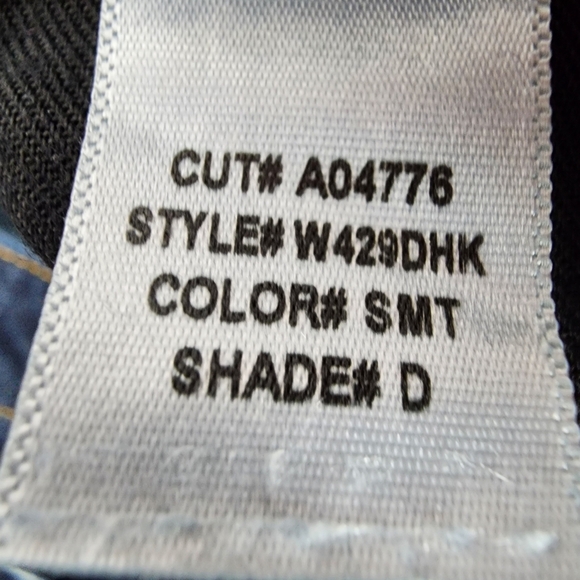 CUT# A04776
STYLE# W429DHK
COLOR# SMT
SHADE# D